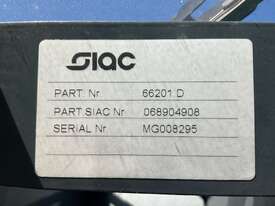 SIAC
PART Nr 66201 D
PART.SIAC Nr 068904908
SERIAL Nr MG008295